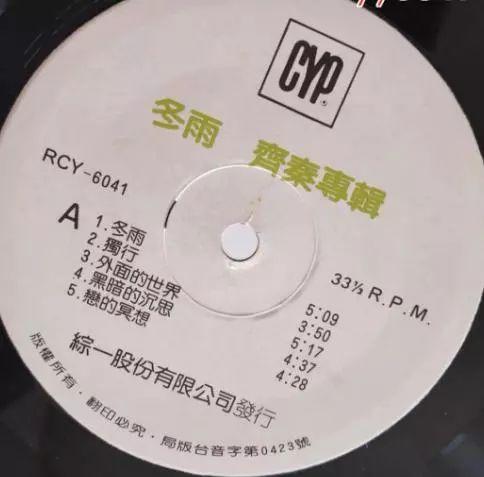 CYP
®
冬雨 齊秦專輯
RCY-6041
33⅓ R.P.M.
A
1.冬雨 5:09
2.獨行 3:50
3.外面的世界 5:17
4.黑暗的沉思 4:37
5.戀的冥想 4:28
綜一股份有限公司發行
版權所有·翻印必究·局版台音字第0423號